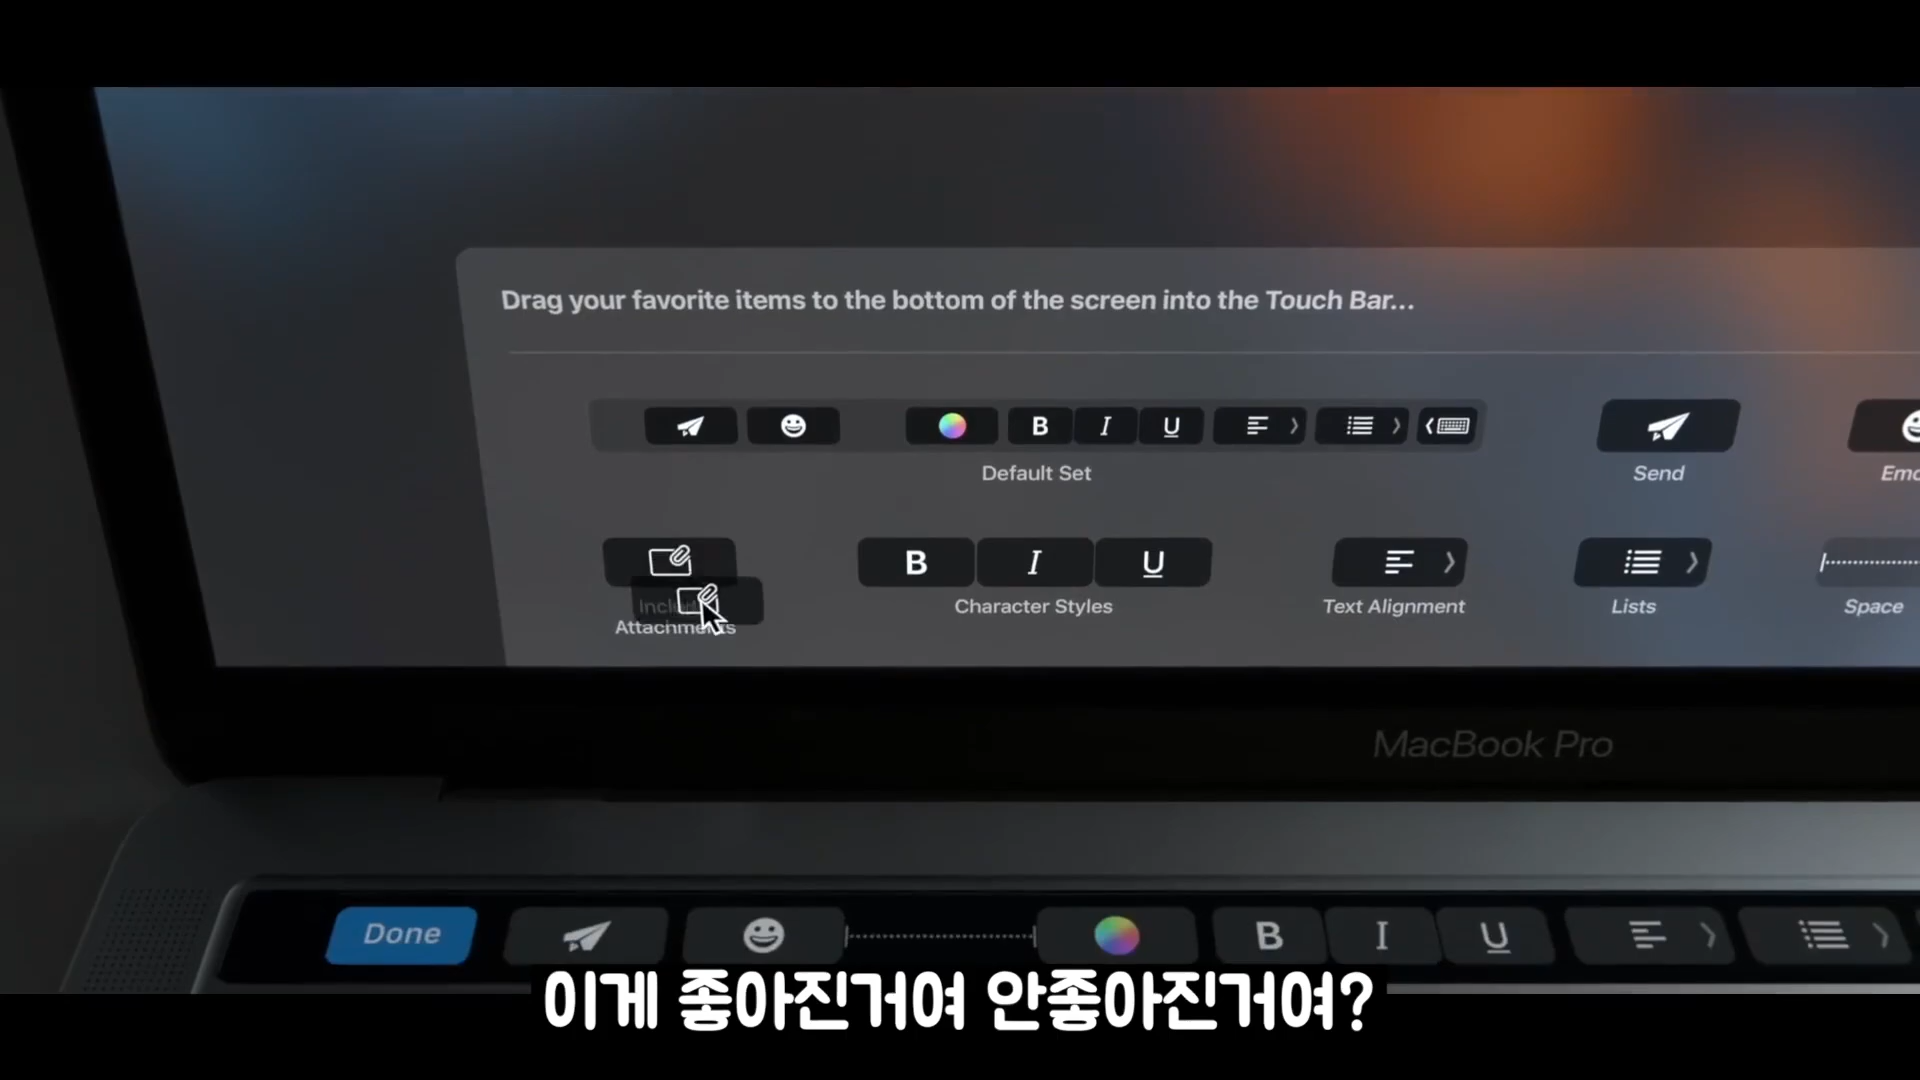 Drag your favorite items to the bottom of the screen into the Touch Bar...
B I U
Default Set
Send
B I U
Attachments
Character Styles
Text Alignment
Lists
Space
MacBook Pro
Done
B I U
이게 좋아진거여 안좋아진거여?